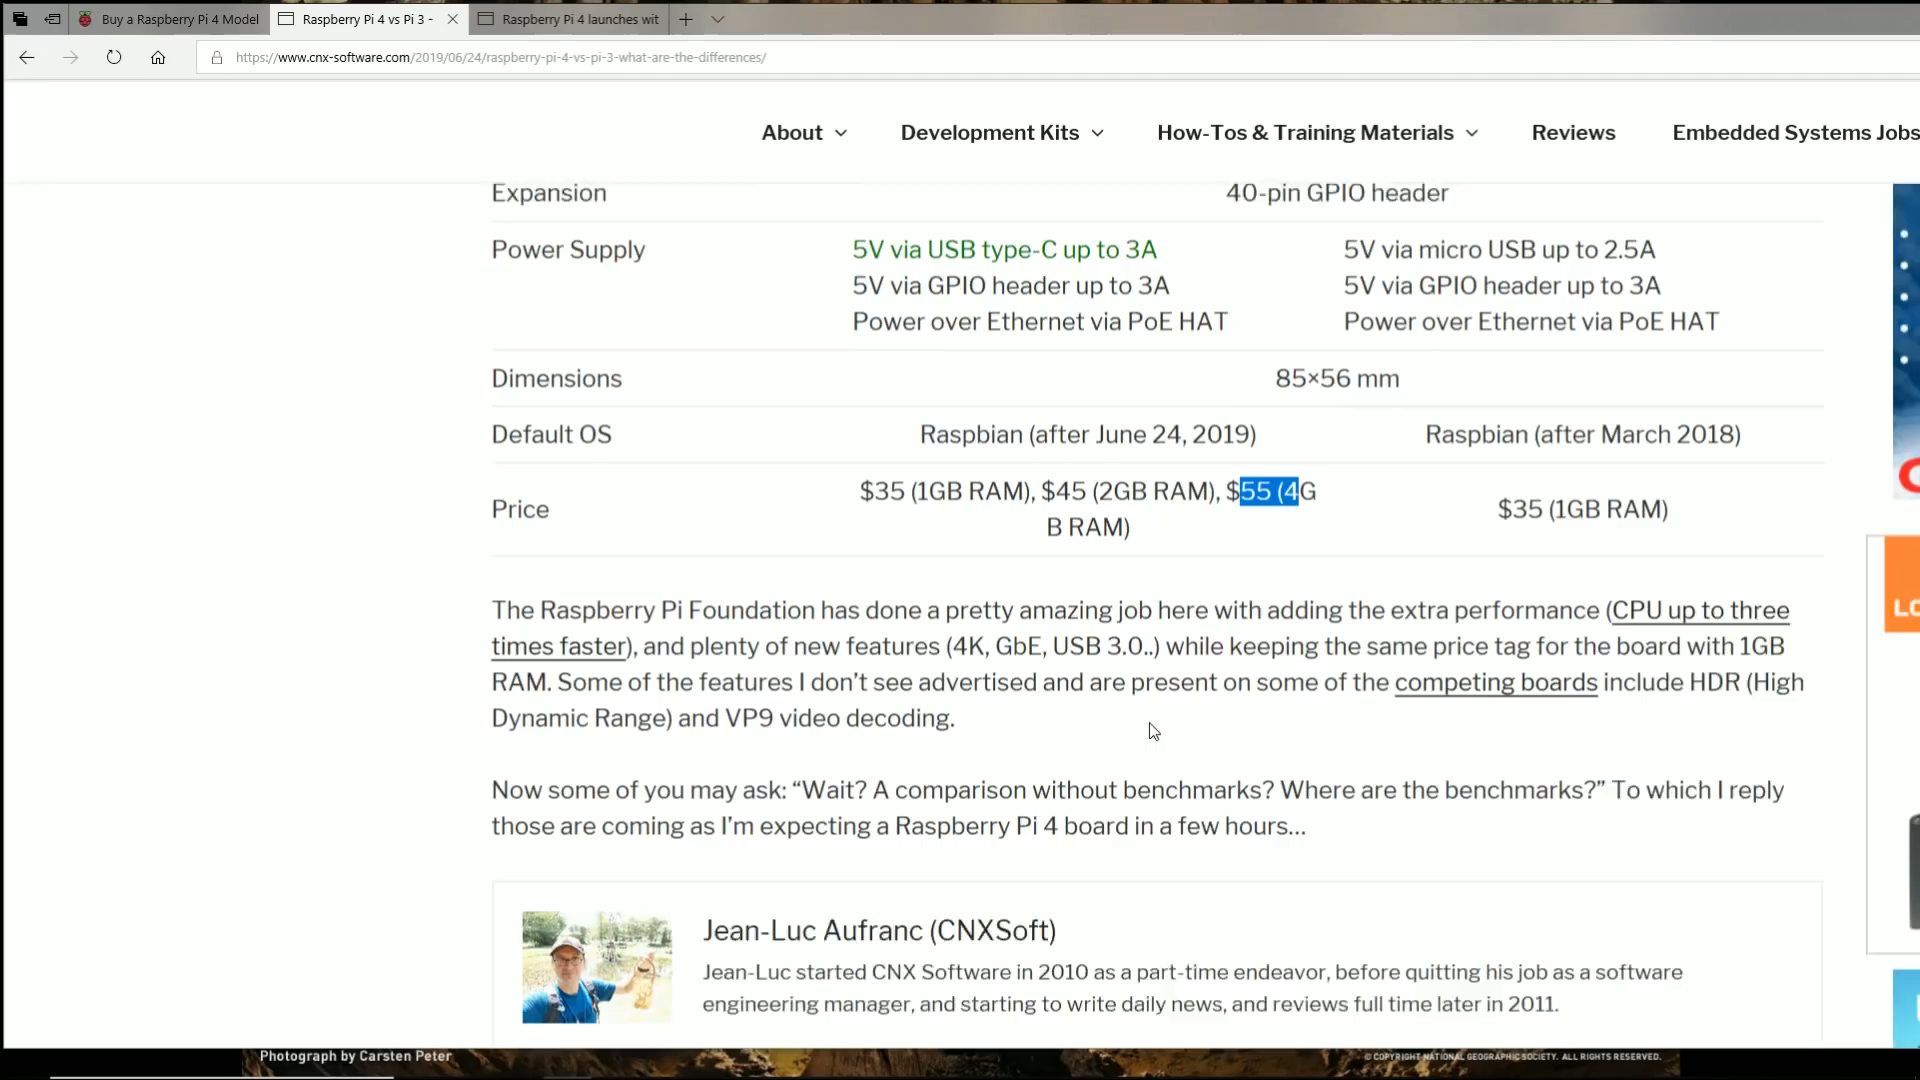 Buy a Raspberry Pi 4 Model
Raspberry Pi 4 vs Pi 3 -
Raspberry Pi 4 launches wit
https://www.cnx-software.com/2019/06/24/raspberry-pi-4-vs-pi-3-what-are-the-differences/
About Development Kits How-Tos & Training Materials Reviews Embedded Systems Jobs
Expansion 40-pin GPIO header
Power Supply 5V via USB type-C up to 3A 5V via micro USB up to 2.5A
5V via GPIO header up to 3A 5V via GPIO header up to 3A
Power over Ethernet via PoE HAT Power over Ethernet via PoE HAT
Dimensions 85×56 mm
Default OS Raspbian (after June 24, 2019) Raspbian (after March 2018)
Price $35 (1GB RAM), $45 (2GB RAM), $55 (4G
B RAM) $35 (1GB RAM)
The Raspberry Pi Foundation has done a pretty amazing job here with adding the extra performance (CPU up to three
times faster), and plenty of new features (4K, GbE, USB 3.0..) while keeping the same price tag for the board with 1GB
RAM. Some of the features I don’t see advertised and are present on some of the competing boards include HDR (High
Dynamic Range) and VP9 video decoding.
Now some of you may ask: “Wait? A comparison without benchmarks? Where are the benchmarks?” To which I reply
those are coming as I’m expecting a Raspberry Pi 4 board in a few hours…
Jean-Luc Aufranc (CNXSoft)
Jean-Luc started CNX Software in 2010 as a part-time endeavor, before quitting his job as a software
engineering manager, and starting to write daily news, and reviews full time later in 2011.
Photograph by Carsten Peter
© COPYRIGHT NATIONAL GEOGRAPHIC SOCIETY. ALL RIGHTS RESERVED.